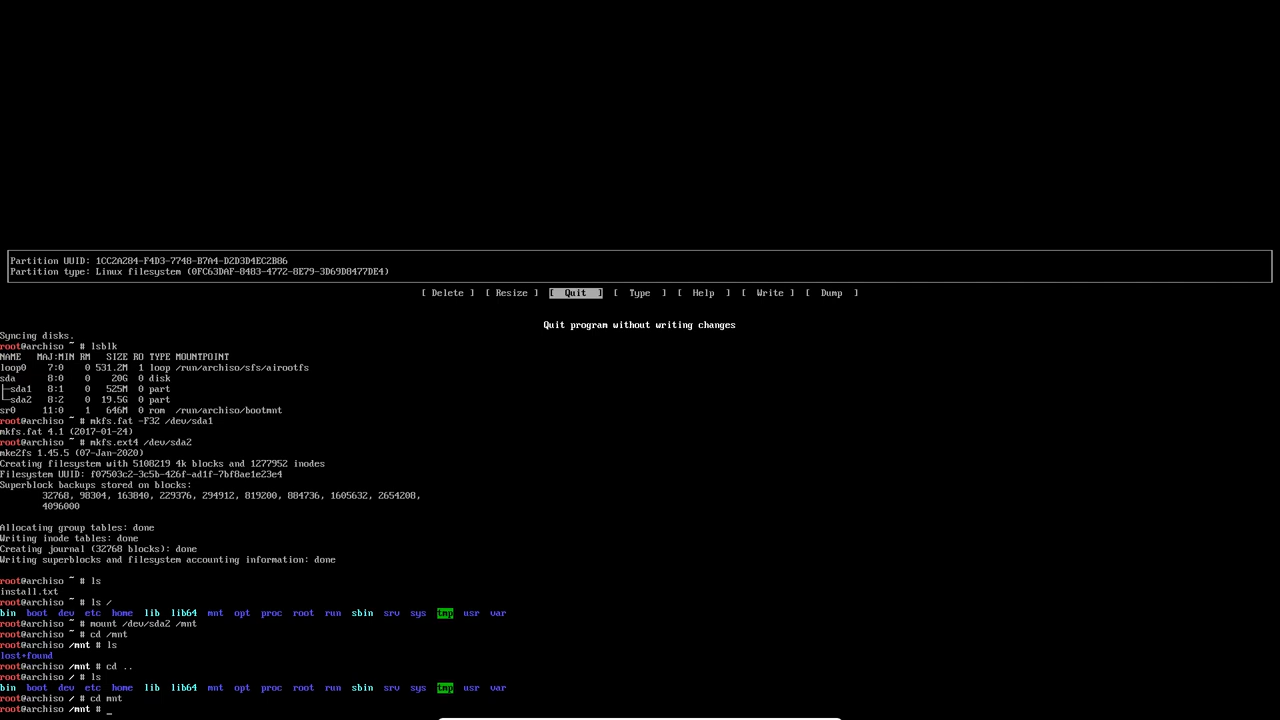 Partition UUID: 1CC2A284-F4D3-7748-B7A4-D2D3D4EC2B86
Partition type: Linux filesystem (0FC63DAF-8483-4772-8E79-3D69D8477DE4)
[ Delete ] [ Resize ] [ Quit ] [ Type ] [ Help ] [ Write ] [ Dump ]
Quit program without writing changes
Syncing disks.
root@archiso ~ # lsblk
NAME MAJ:MIN RM SIZE RO TYPE MOUNTPOINT
loop0 7:0 0 531.2M 1 loop /run/archiso/sfs/airootfs
sda 8:0 0 20G 0 disk
├─sda1 8:1 0 525M 0 part
└─sda2 8:2 0 19.5G 0 part
sr0 11:0 1 646M 0 rom /run/archiso/bootmnt
root@archiso ~ # mkfs.fat -F32 /dev/sda1
mkfs.fat 4.1 (2017-01-24)
root@archiso ~ # mkfs.ext4 /dev/sda2
mke2fs 1.45.5 (07-Jan-2020)
Creating filesystem with 5108219 4k blocks and 1277952 inodes
Filesystem UUID: f07503c2-3c5b-426f-ad1f-7bf8ae1e23e4
Superblock backups stored on blocks:
32768, 98304, 163840, 229376, 294912, 819200, 884736, 1605632, 2654208,
4096000
Allocating group tables: done
Writing inode tables: done
Creating journal (32768 blocks): done
Writing superblocks and filesystem accounting information: done
root@archiso ~ # ls
install.txt
root@archiso ~ # ls /
bin boot dev etc home lib lib64 mnt opt proc root run sbin srv sys tmp usr var
root@archiso ~ # mount /dev/sda2 /mnt
root@archiso ~ # cd /mnt
root@archiso /mnt # ls
lost+found
root@archiso /mnt # cd ..
root@archiso / # ls
bin boot dev etc home lib lib64 mnt opt proc root run sbin srv sys tmp usr var
root@archiso / # cd mnt
root@archiso /mnt # _